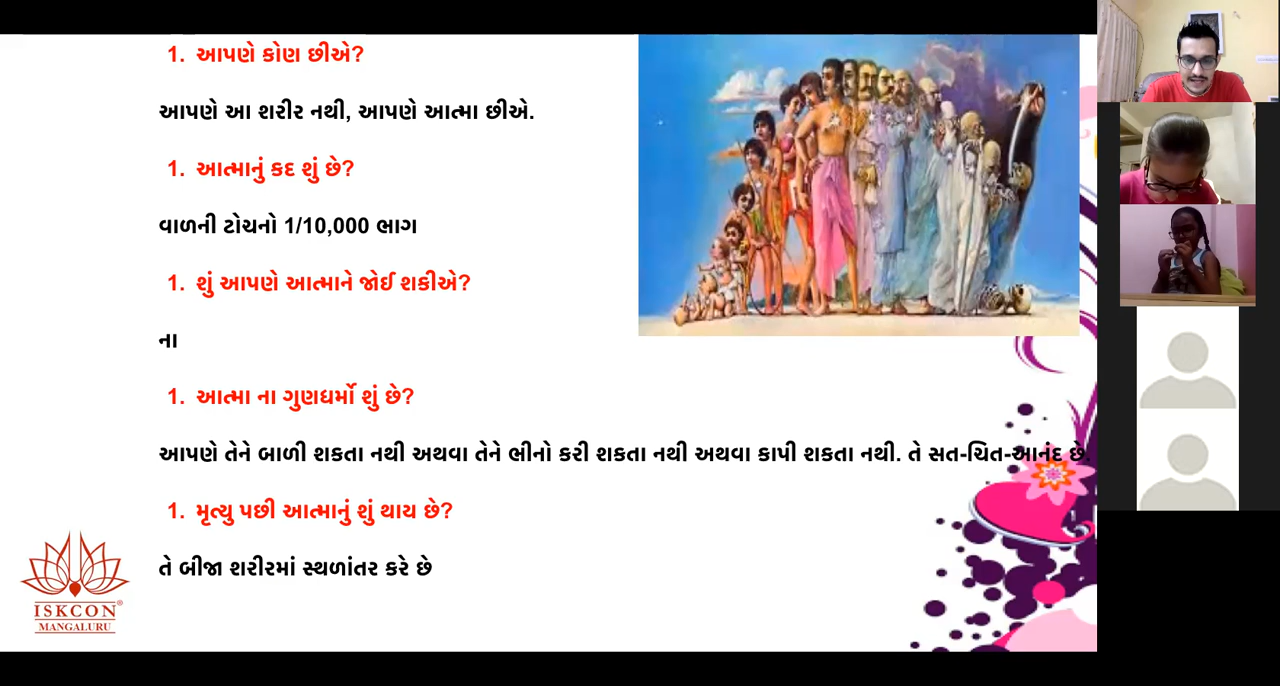 1. આપણે કોણ છીએ?
આપણે આ શરીર નથી, આપણે આત્મા છીએ.
1. આત્માનું કદ શું છે?
વાળની ટોચનો 1/10,000 ભાગ
1. શું આપણે આત્માને જોઈ શકીએ?
ના
1. આત્મા ના ગુણધર્મો શું છે?
આપણે તેને બાળી શકતા નથી અથવા તેને ભીનો કરી શકતા નથી અથવા કાપી શકતા નથી. તે સત-ચિત-આનંદ છે.
1. મૃત્યુ પછી આત્માનું શું થાય છે?
તે બીજા શરીરમાં સ્થળાંતર કરે છે
ISKCON®
MANGALURU